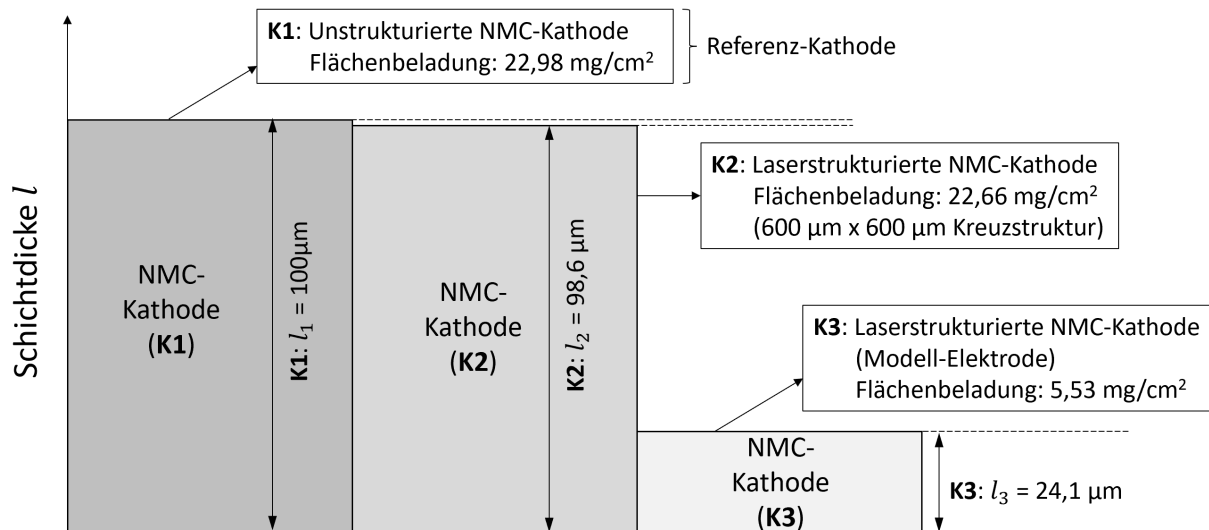 K1: Unstrukturierte NMC-Kathode
Flächenbeladung: 22,98 mg/cm²
Referenz-Kathode
K2: Laserstrukturierte NMC-Kathode
Flächenbeladung: 22,66 mg/cm²
(600 µm x 600 µm Kreuzstruktur)
K3: Laserstrukturierte NMC-Kathode
(Modell-Elektrode)
Flächenbeladung: 5,53 mg/cm²
Schichtdicke l
NMC-
Kathode
(K1)
K1: l₁ = 100µm
NMC-
Kathode
(K2)
K2: l₂ = 98,6 µm
NMC-
Kathode
(K3)
K3: l₃ = 24,1 µm